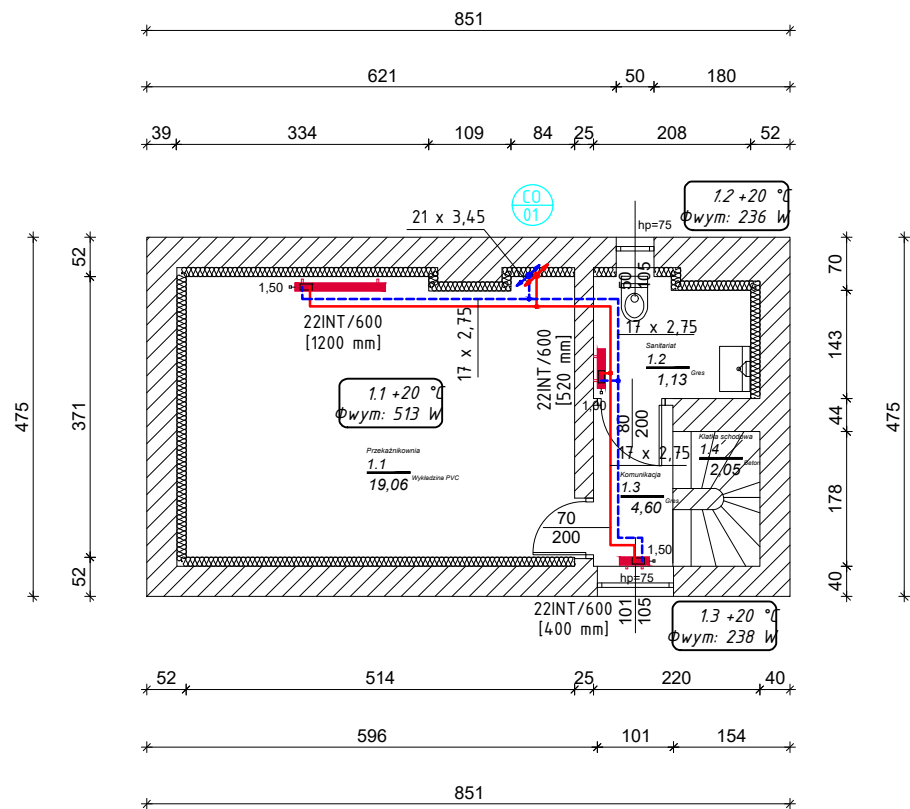 851
621
50
180
39
334
109
84
25
208
52
CO
01
1.2 +20 °C
Φwym: 236 W
21 x 3,45
hp=75
475
52
371
52
1,50
22INT/600
[1200 mm]
17 x 2,75
22INT/600
[520 mm]
50
105
17 x 2,75
Sanitariat
1.2
Gres
1,13
1,00
1.1 +20 °C
Φwym: 513 W
80
200
17 x 2,75
Klatka schodowa
1.4
Beton
2,05
Przekaźnikownia
1.1
Wykładzina PVC
19,06
Komunikacja
1.3
Gres
4,60
70
200
1,50
hp=75
22INT/600
[400 mm]
101
105
1.3 +20 °C
Φwym: 238 W
70
143
44
178
40
475
52
514
25
220
40
596
101
154
851